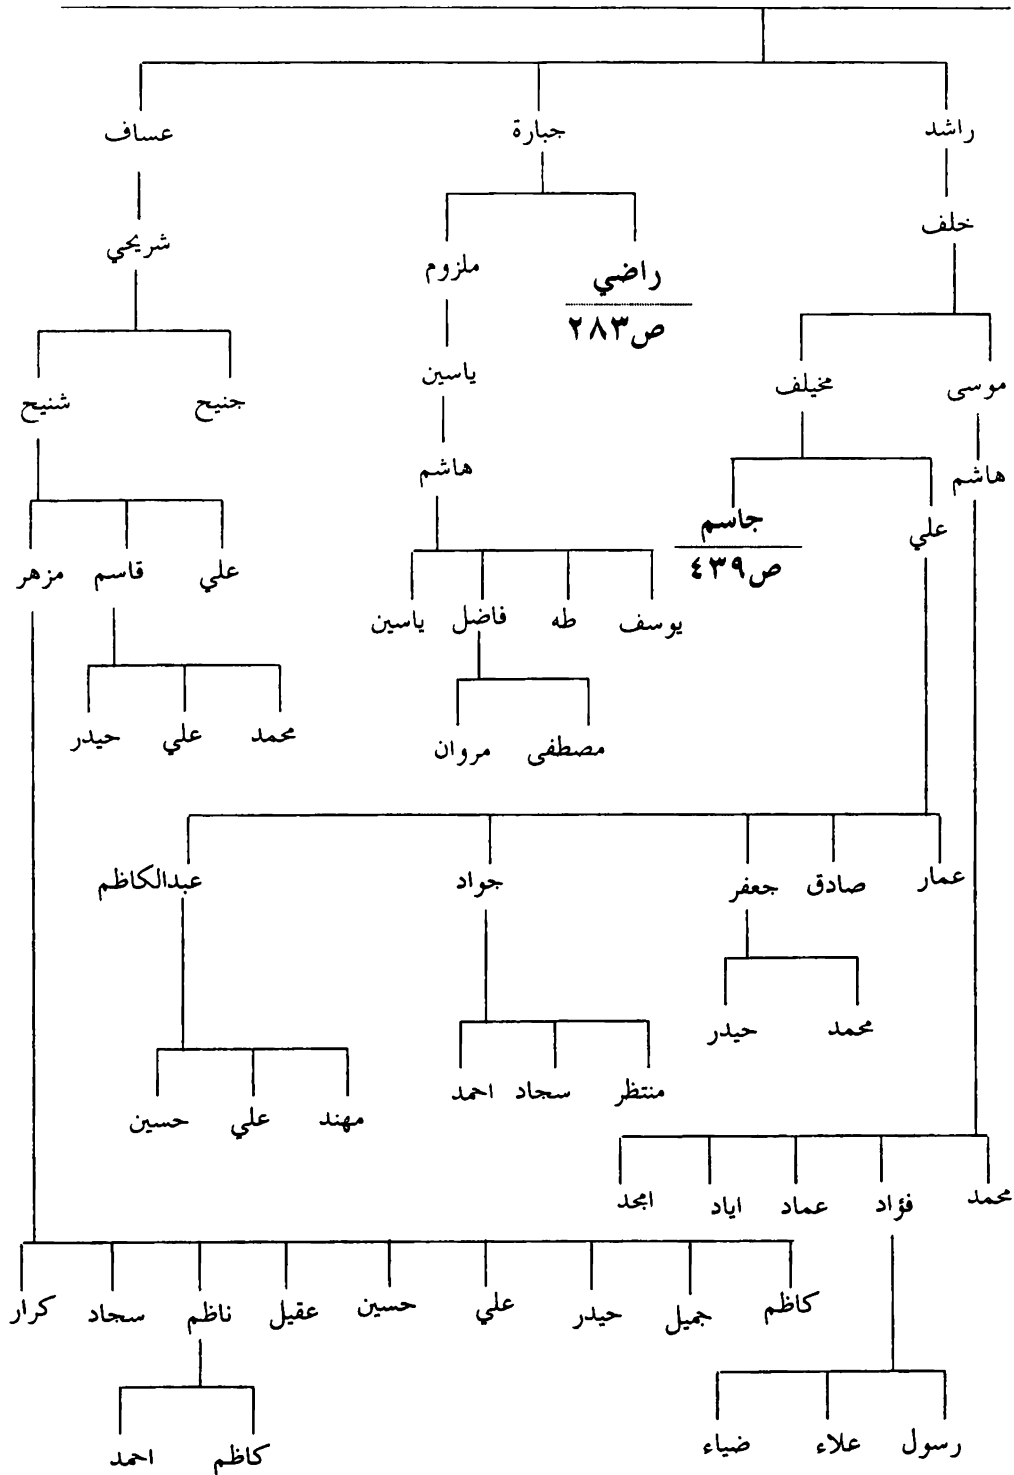 راشد جبارة عساف
خلف
شريحي
راضي ملزوم
ص٢٨٣
ياسين
موسى مخيلف
جنيح شنيح
هاشم هاشم
جاسم علي
ص٤٣٩
علي قاسم مزهر
يوسف طه فاضل ياسين
محمد علي حيدر
مصطفى مروان
عمار صادق جعفر جواد عبدالكاظم
محمد حيدر
منتظر سجاد احمد
مهند علي حسين
محمد فؤاد عماد اياد امجد
كاظم جميل حيدر علي حسين عقيل ناظم سجاد كرار
رسول علاء ضياء
كاظم احمد